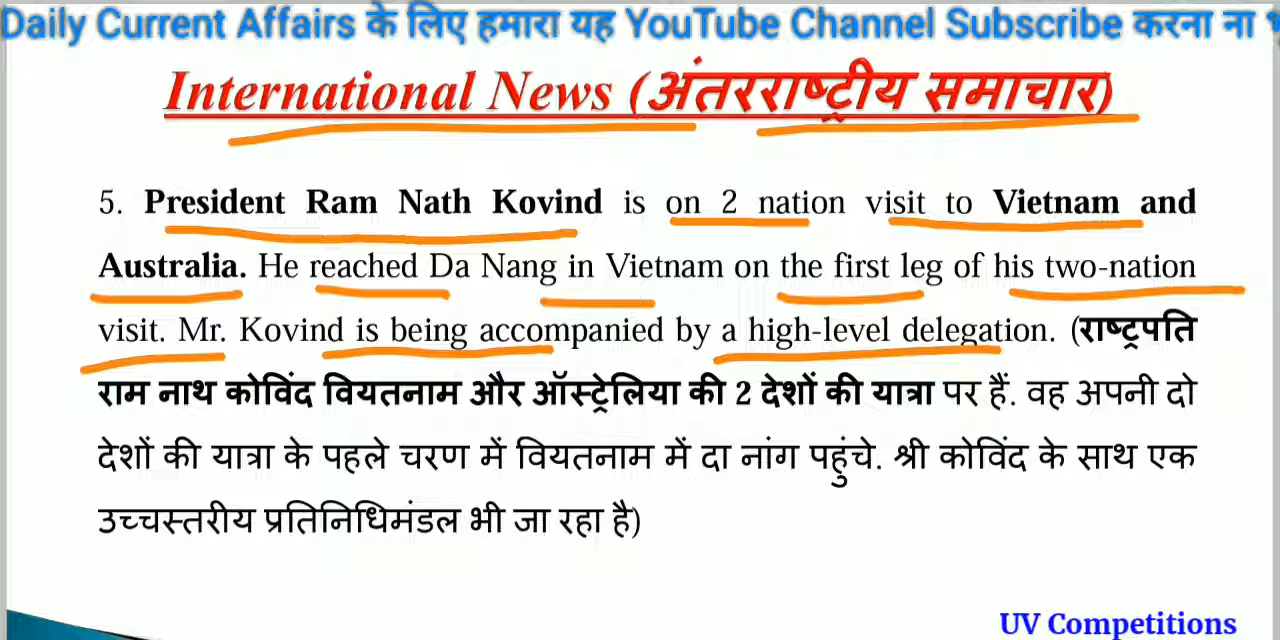 Daily Current Affairs के लिए हमारा यह YouTube Channel Subscribe करना ना
International News (अंतरराष्ट्रीय समाचार)
5. President Ram Nath Kovind is on 2 nation visit to Vietnam and
Australia. He reached Da Nang in Vietnam on the first leg of his two-nation
visit. Mr. Kovind is being accompanied by a high-level delegation. (राष्ट्रपति
राम नाथ कोविंद वियतनाम और ऑस्ट्रेलिया की 2 देशों की यात्रा पर हैं. वह अपनी दो
देशों की यात्रा के पहले चरण में वियतनाम में दा नांग पहुंचे. श्री कोविंद के साथ एक
उच्चस्तरीय प्रतिनिधिमंडल भी जा रहा है)
UV Competitions